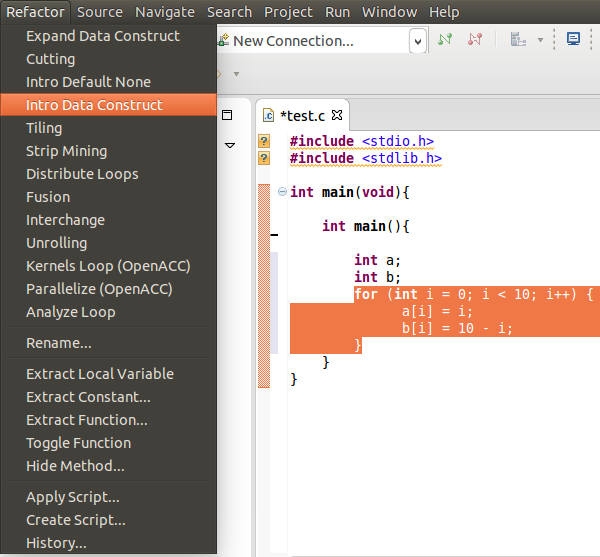 Refactor Source Navigate Search Project Run Window Help
Expand Data Construct
Cutting
Intro Default None
Intro Data Construct
Tiling
Strip Mining
Distribute Loops
Fusion
Interchange
Unrolling
Kernels Loop (OpenACC)
Parallelize (OpenACC)
Analyze Loop
Rename...
Extract Local Variable
Extract Constant...
Extract Function...
Toggle Function
Hide Method...
Apply Script...
Create Script...
History...
New Connection...
*test.c
#include <stdio.h>
#include <stdlib.h>
int main(void){
int main(){
int a;
int b;
for (int i = 0; i < 10; i++) {
a[i] = i;
b[i] = 10 - i;
}
}
}